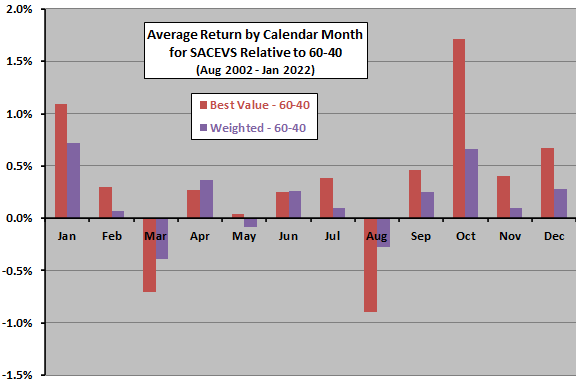 2.0%
Average Return by Calendar Month
for SACEVS Relative to 60-40
(Aug 2002 - Jan 2022)
1.5%
Best Value - 60-40
1.0%
Weighted - 60-40
0.5%
0.0%
Jan Feb Mar Apr May Jun Jul Aug Sep Oct Nov Dec
-0.5%
-1.0%
-1.5%